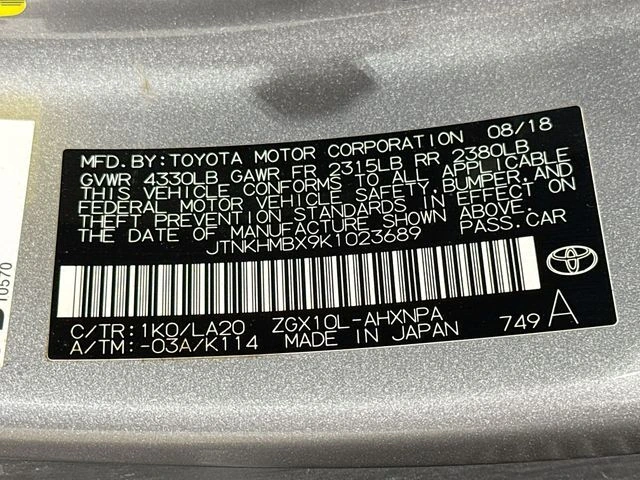 MFD.BY:TOYOTA MOTOR CORPORATION 08/18
GVWR 4330LB GAWR FR 2315LB RR 2380LB
THIS VEHICLE CONFORMS TO ALL APPLICABLE
FEDERAL MOTOR VEHICLE SAFETY,BUMPER,AND
THEFT PREVENTION STANDARDS IN EFFECT ON
THE DATE OF MANUFACTURE SHOWN ABOVE.
JTNKHMBX9K1023689 PASS.CAR
C/TR:1K0/LA20 ZGX10L-AHXNPA
A/TM:-03A/K114 MADE IN JAPAN 749 A
10570